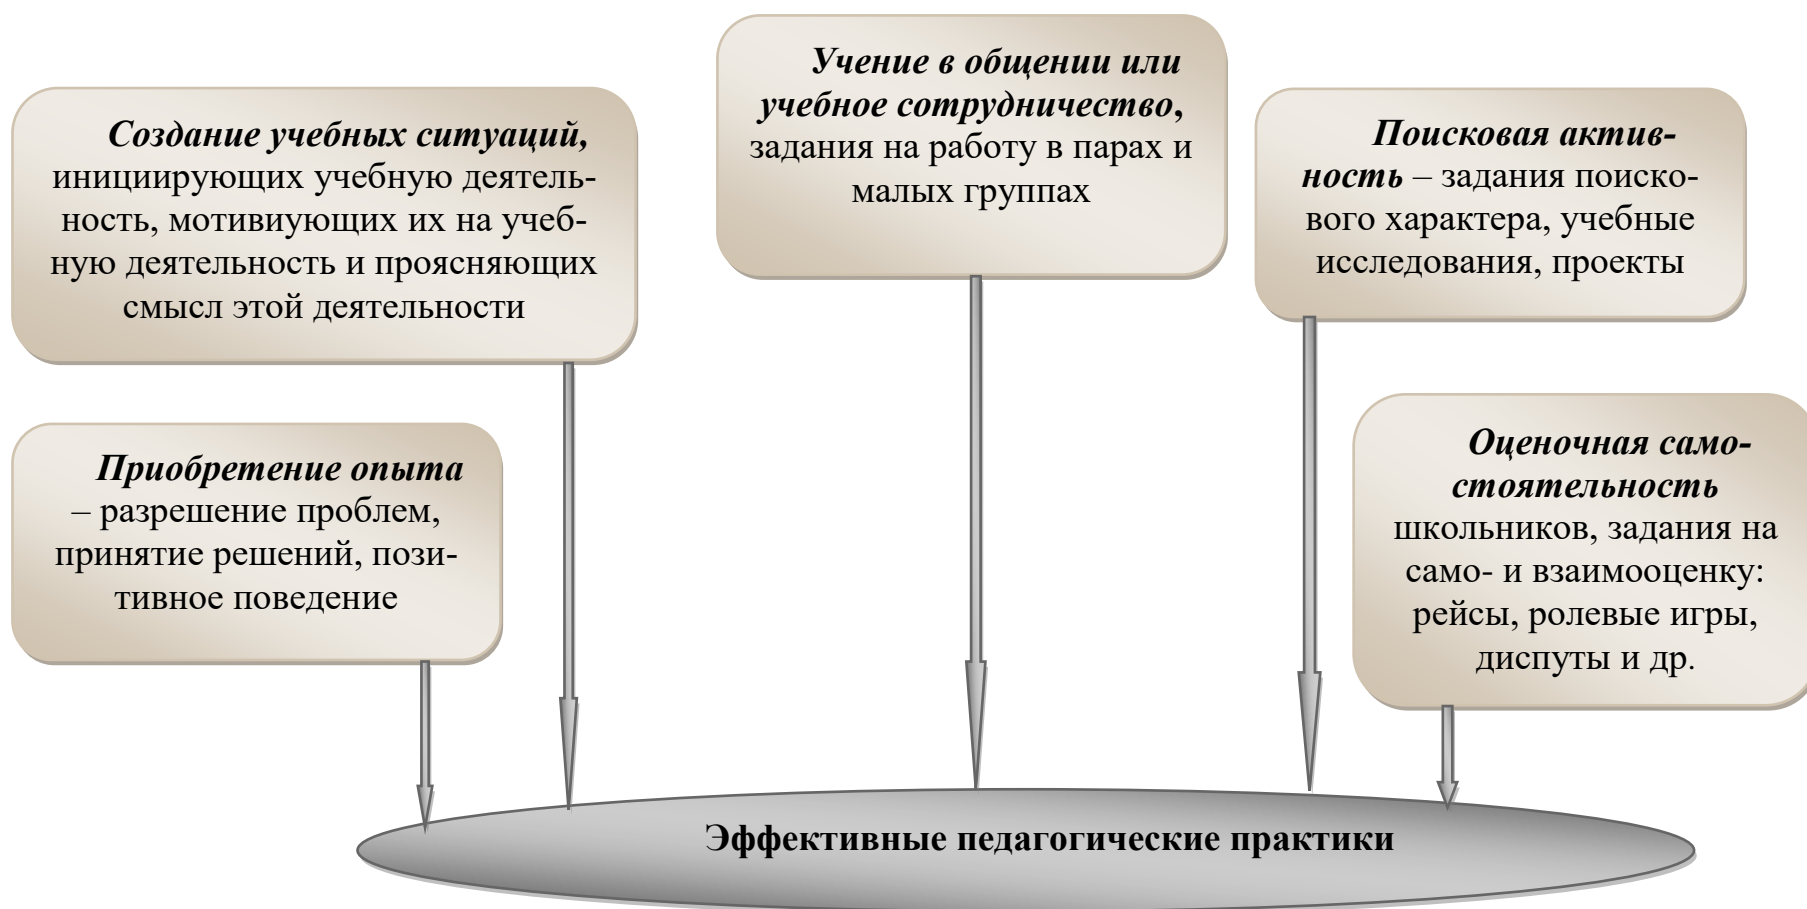 Создание учебных ситуаций,
инициирующих учебную деятель-
ность, мотивиующих их на учеб-
ную деятельность и проясняющих
смысл этой деятельности
Учение в общении или
учебное сотрудничество,
задания на работу в парах и
малых группах
Поисковая актив-
ность – задания поиско-
вого характера, учебные
исследования, проекты
Приобретение опыта
– разрешение проблем,
принятие решений, пози-
тивное поведение
Оценочная само-
стоятельность
школьников, задания на
само- и взаимооценку:
рейсы, ролевые игры,
диспуты и др.
Эффективные педагогические практики